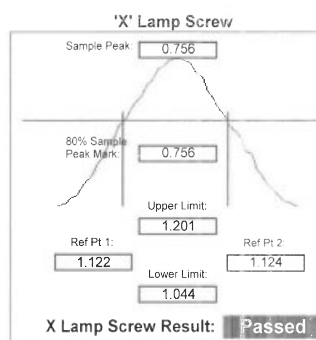 'X' Lamp Screw
Sample Peak: 0.756
80% Sample
Peak Mark: 0.756
Upper Limit:
1.201
Ref Pt 1: Ref Pt 2:
1.122 1.124
Lower Limit:
1.044
X Lamp Screw Result: Passed